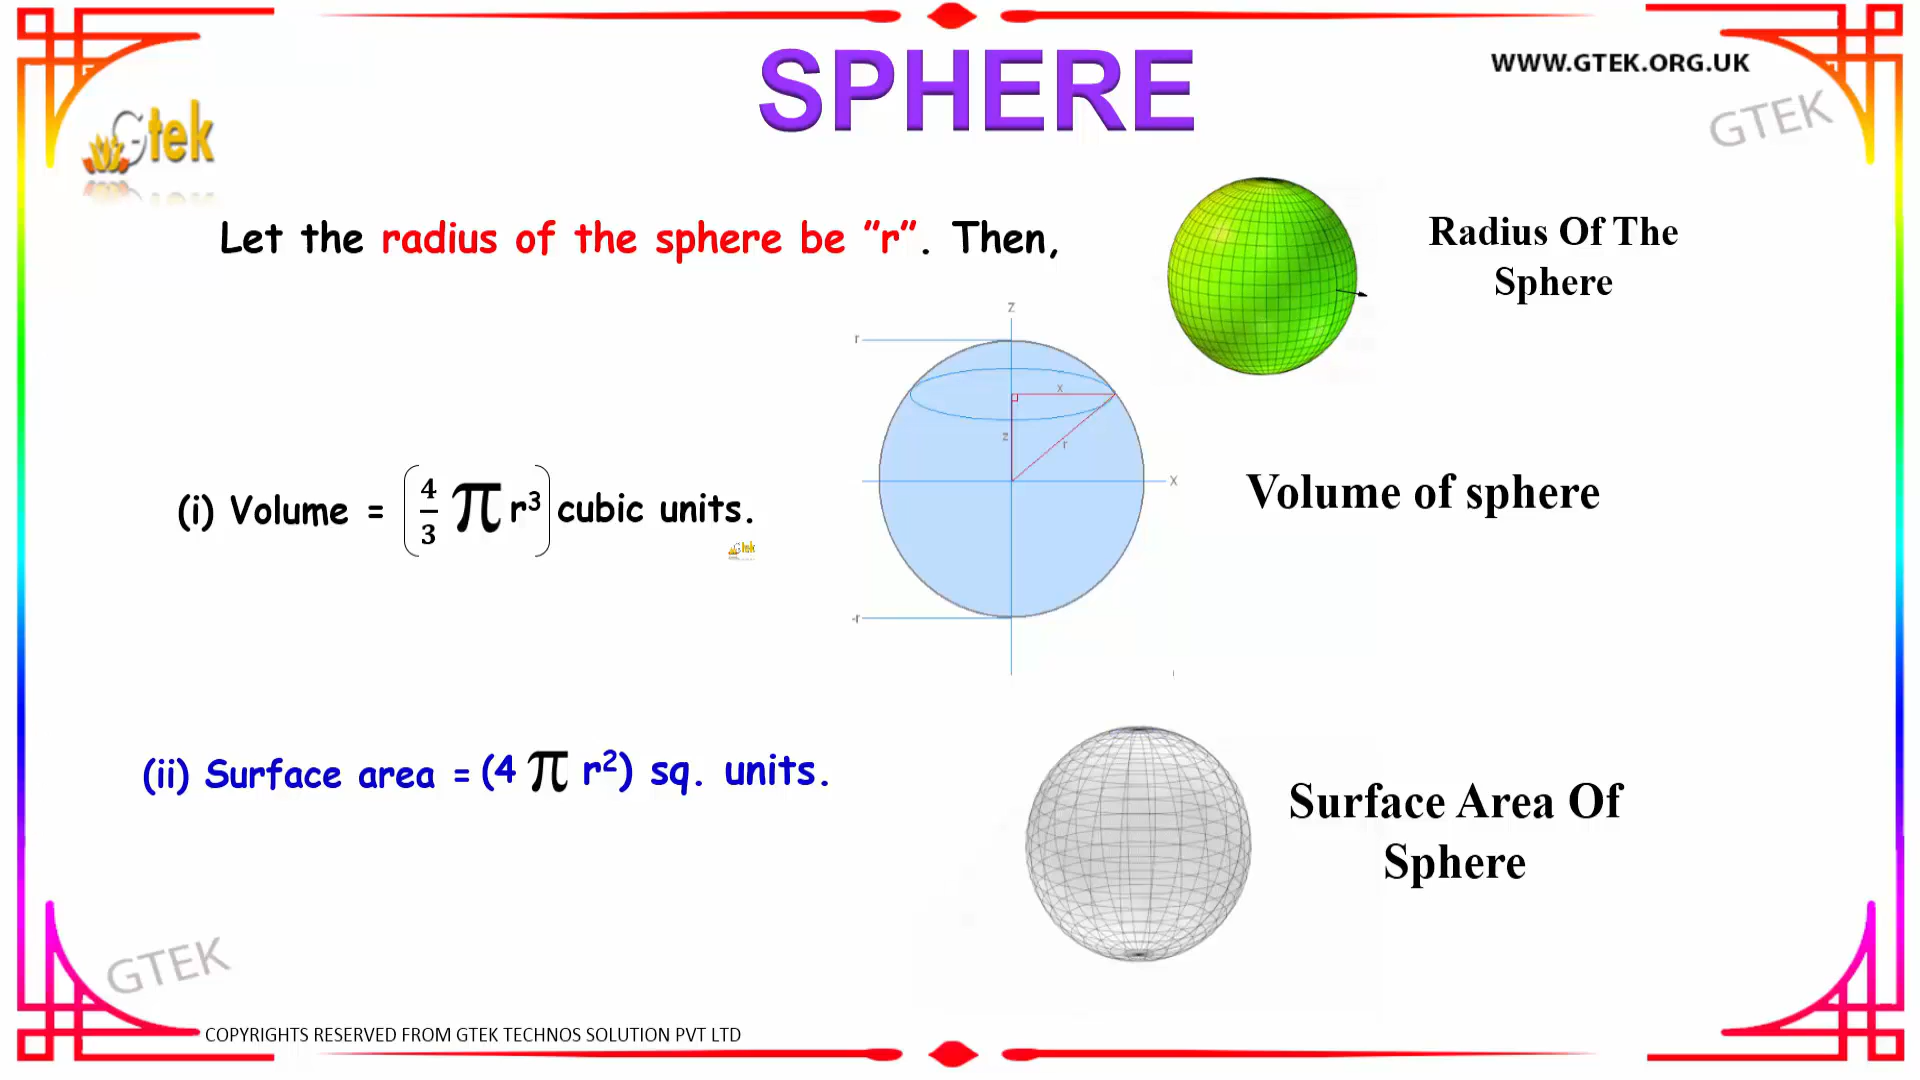 SPHERE
WWW.GTEK.ORG.UK
GTEK
Gtek
Let the radius of the sphere be ”r”. Then,
Radius Of The
Sphere
z
r
x
z
r
x
-r
(i) Volume = (4/3 π r³) cubic units.
Gtek
Volume of sphere
(ii) Surface area = (4 π r²) sq. units.
Surface Area Of
Sphere
GTEK
COPYRIGHTS RESERVED FROM GTEK TECHNOS SOLUTION PVT LTD